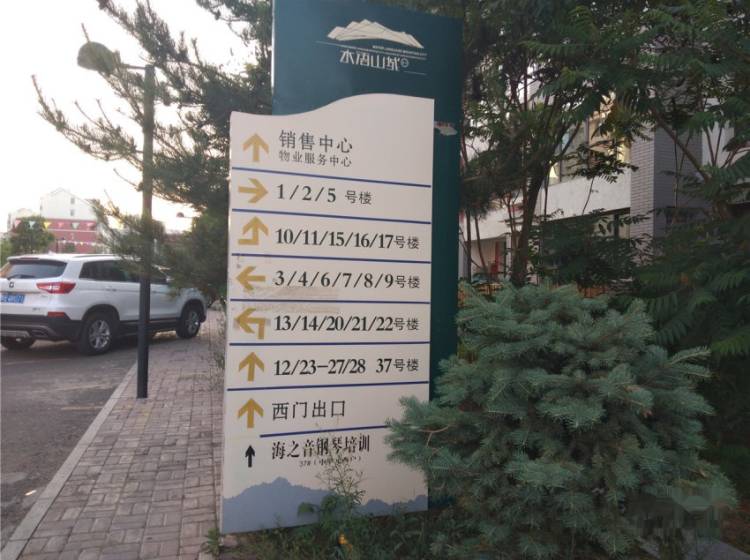 水语山城
销售中心
物业服务中心
1/2/5 号楼
10/11/15/16/17号楼
3/4/6/7/8/9号楼
13/14/20/21/22号楼
12/23-27/28 37号楼
西门出口
海之音钢琴培训